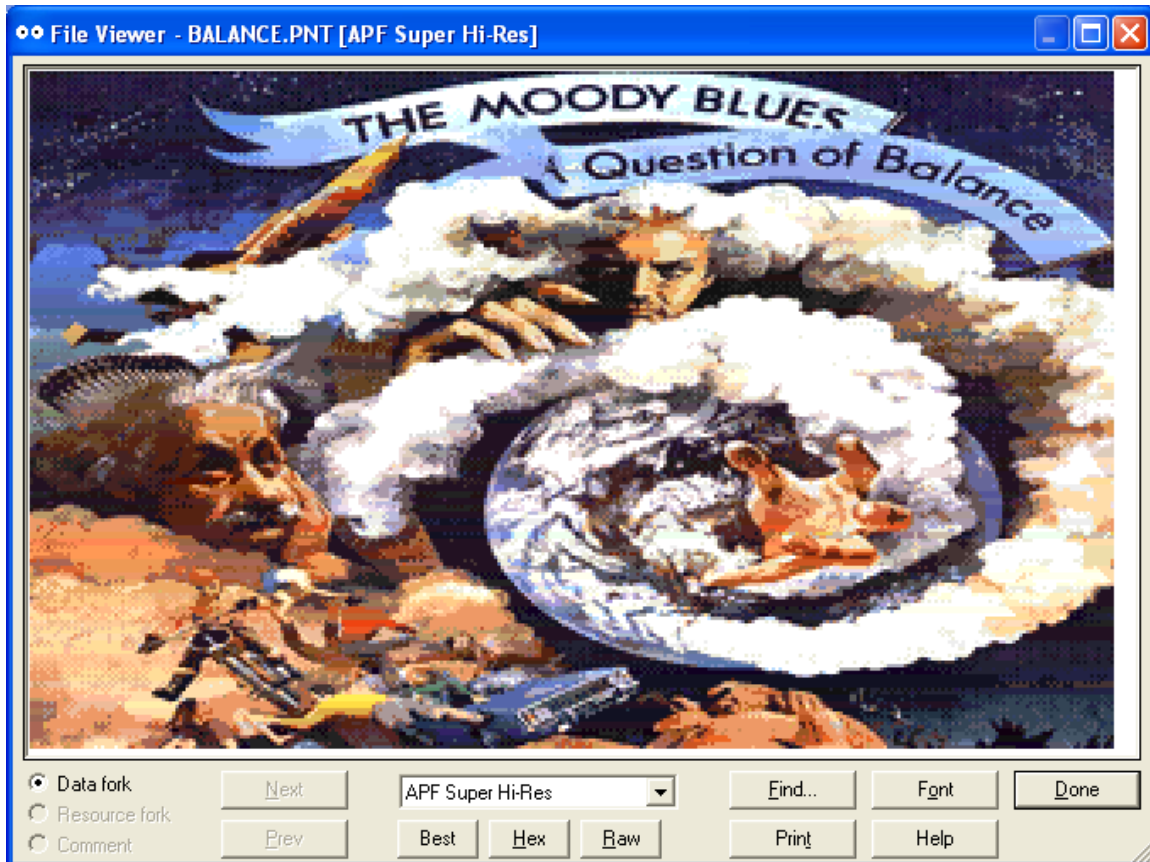 File Viewer - BALANCE.PNT [APF Super Hi-Res]
THE MOODY BLUES
A Question of Balance
Data fork
Resource fork
Comment
Next
Prev
APF Super Hi-Res
Best
Hex
Raw
Find...
Font
Done
Print
Help